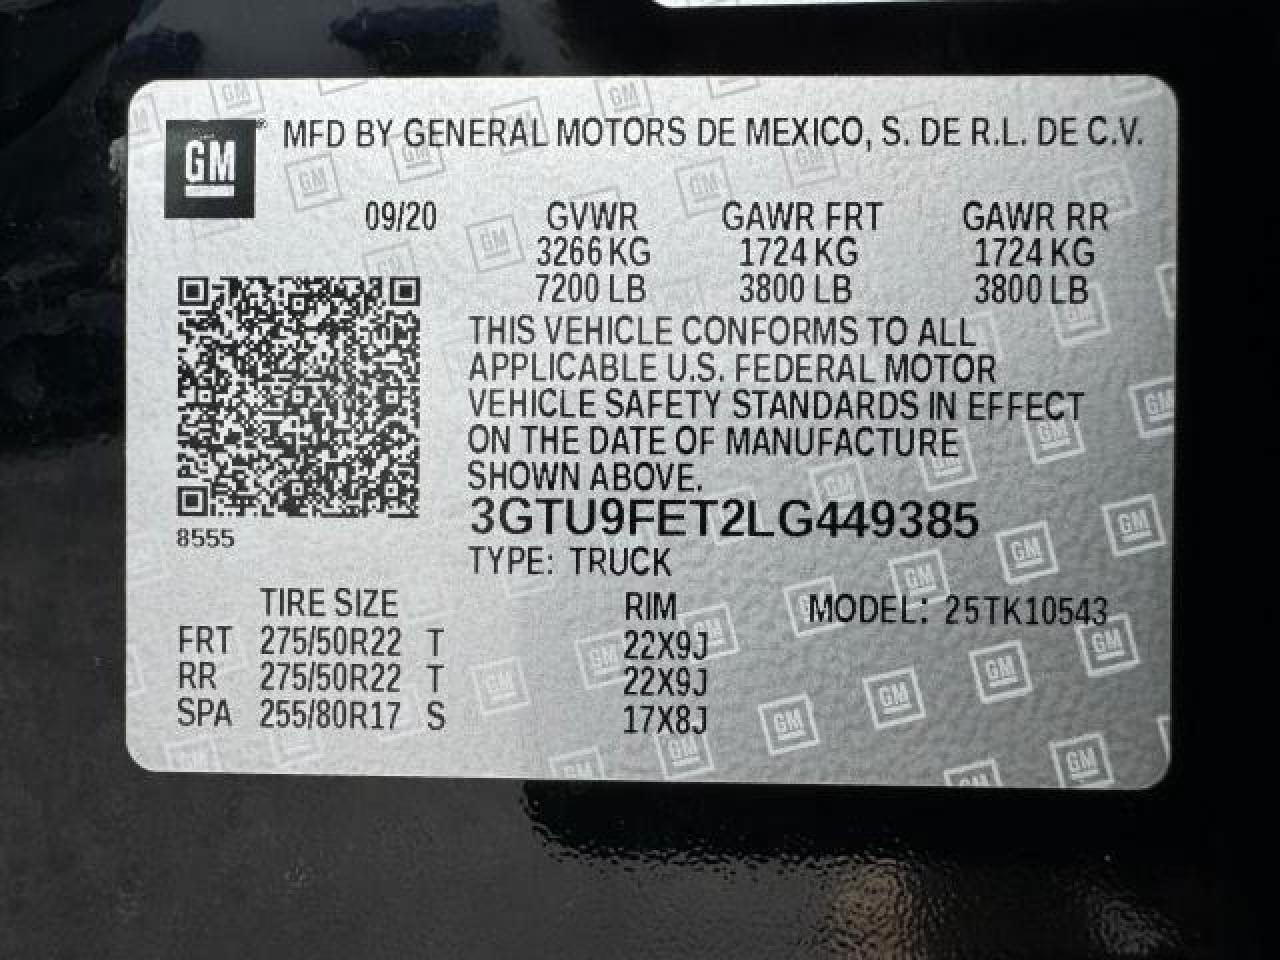 GM MFD BY GENERAL MOTORS DE MEXICO, S. DE R.L. DE C.V.
09/20 GVWR GAWR FRT GAWR RR
3266 KG 1724 KG 1724 KG
7200 LB 3800 LB 3800 LB
THIS VEHICLE CONFORMS TO ALL
APPLICABLE U.S. FEDERAL MOTOR
VEHICLE SAFETY STANDARDS IN EFFECT
ON THE DATE OF MANUFACTURE
SHOWN ABOVE.
3GTU9FET2LG449385
8555
TYPE: TRUCK
TIRE SIZE RIM MODEL: 25TK10543
FRT 275/50R22 T 22X9J
RR 275/50R22 T 22X9J
SPA 255/80R17 S 17X8J